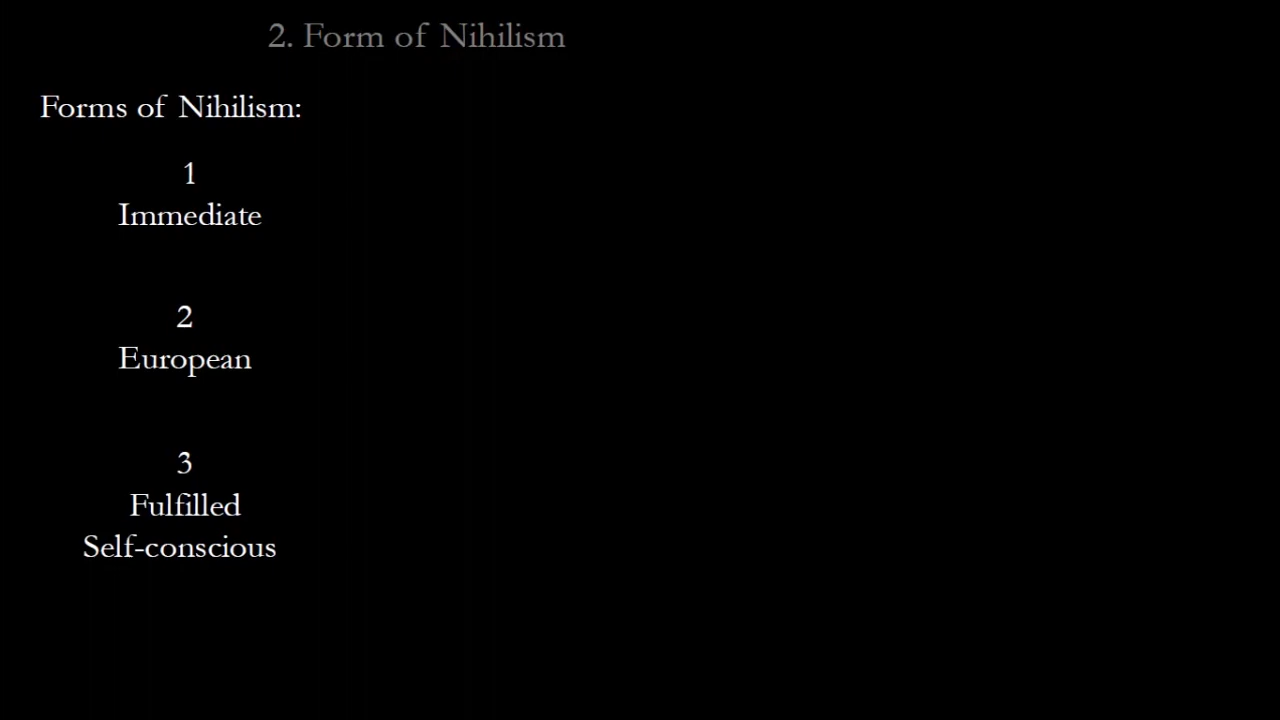 2. Form of Nihilism
Forms of Nihilism:
1
Immediate
2
European
3
Fulfilled
Self-conscious